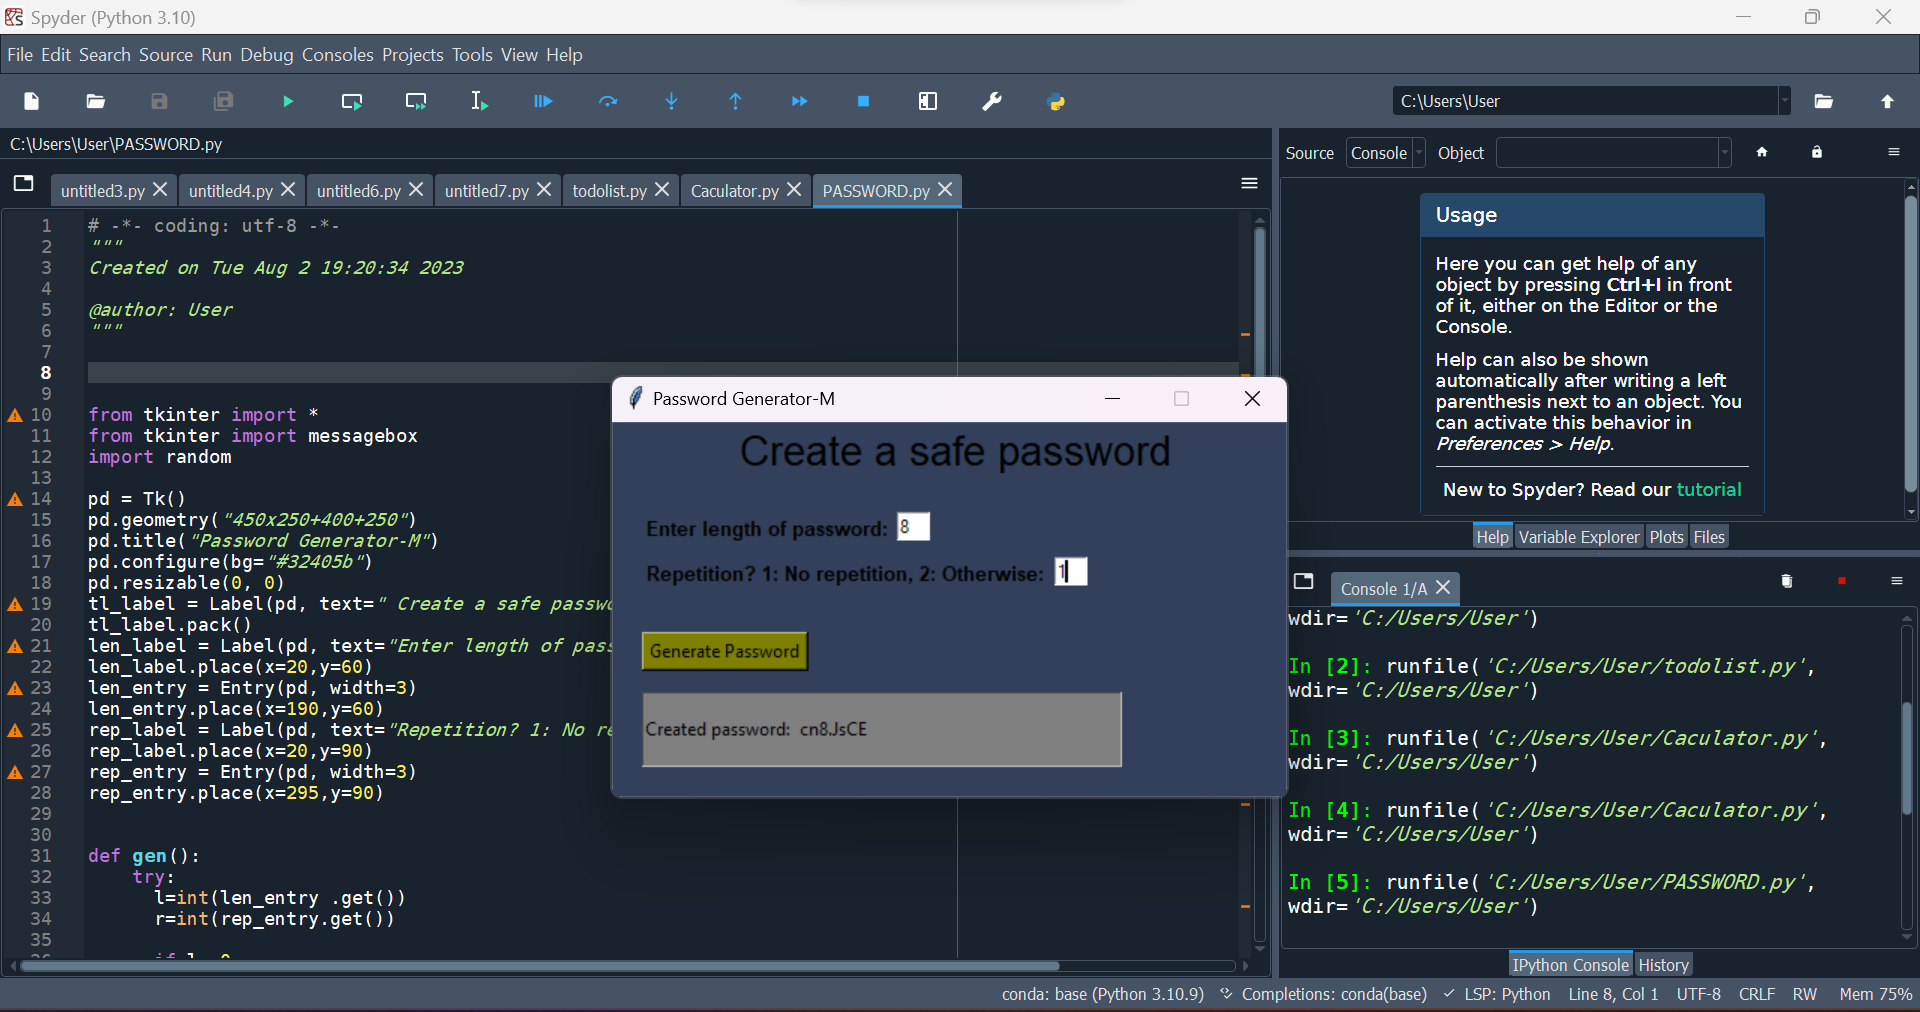 Spyder (Python 3.10)
File Edit Search Source Run Debug Consoles Projects Tools View Help
C:\Users\User
C:\Users\User\PASSWORD.py
untitled3.py untitled4.py untitled6.py untitled7.py todolist.py Caculator.py PASSWORD.py
1 # -*- coding: utf-8 -*-
2 """
3 Created on Tue Aug 2 19:20:34 2023
4
5 @author: User
6 """
7
8
9
10 from tkinter import *
11 from tkinter import messagebox
12 import random
13
14 pd = Tk()
15 pd.geometry("450x250+400+250")
16 pd.title("Password Generator-M")
17 pd.configure(bg="#32405b")
18 pd.resizable(0, 0)
19 tl_label = Label(pd, text=" Create a safe passw
20 tl_label.pack()
21 len_label = Label(pd, text="Enter length of pas
22 len_label.place(x=20,y=60)
23 len_entry = Entry(pd, width=3)
24 len_entry.place(x=190,y=60)
25 rep_label = Label(pd, text="Repetition? 1: No r
26 rep_label.place(x=20,y=90)
27 rep_entry = Entry(pd, width=3)
28 rep_entry.place(x=295,y=90)
29
30
31 def gen():
32 try:
33 l=int(len_entry .get())
34 r=int(rep_entry.get())
35
Password Generator-M
Create a safe password
Enter length of password: 8
Repetition? 1: No repetition, 2: Otherwise: 1
Generate Password
Created password: cn8.JsCE
Source Console Object
Usage
Here you can get help of any
object by pressing Ctrl+I in front
of it, either on the Editor or the
Console.
Help can also be shown
automatically after writing a left
parenthesis next to an object. You
can activate this behavior in
Preferences > Help.
New to Spyder? Read our tutorial
Help Variable Explorer Plots Files
Console 1/A
wdir='C:/Users/User')
In [2]: runfile('C:/Users/User/todolist.py',
wdir='C:/Users/User')
In [3]: runfile('C:/Users/User/Caculator.py',
wdir='C:/Users/User')
In [4]: runfile('C:/Users/User/Caculator.py',
wdir='C:/Users/User')
In [5]: runfile('C:/Users/User/PASSWORD.py',
wdir='C:/Users/User')
IPython Console History
conda: base (Python 3.10.9) Completions: conda(base) LSP: Python Line 8, Col 1 UTF-8 CRLF RW Mem 75%